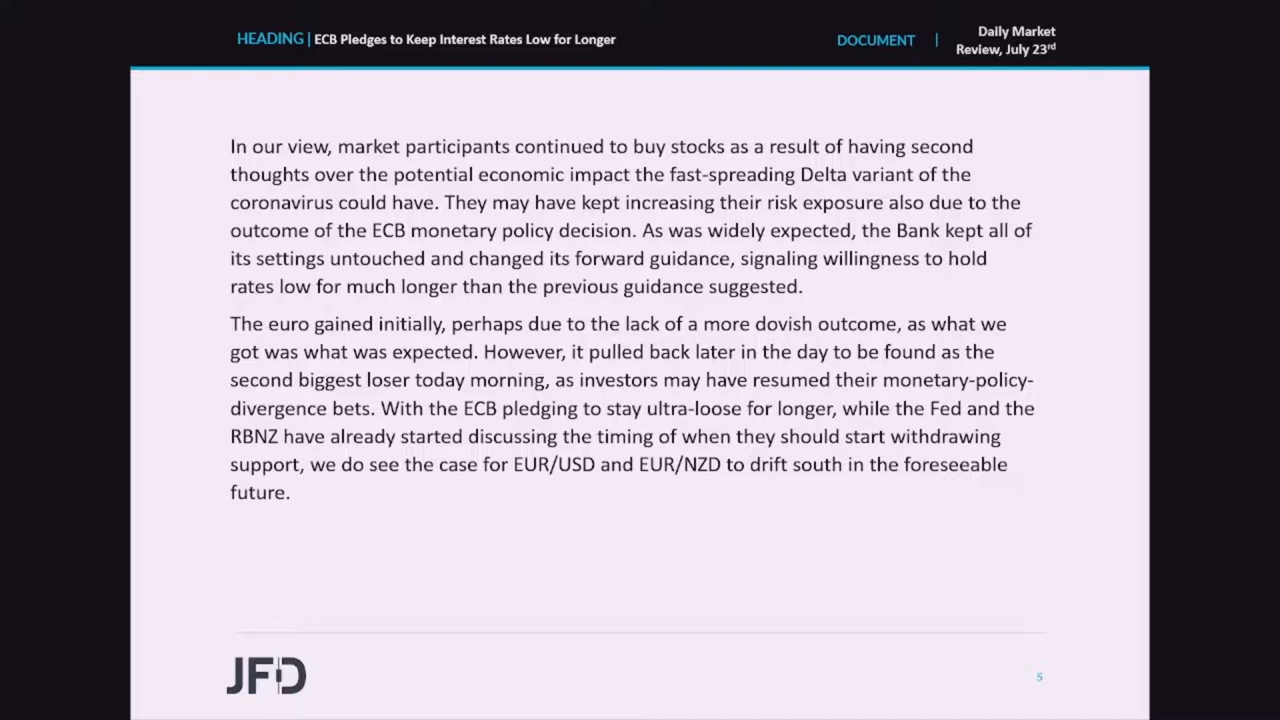 HEADING | ECB Pledges to Keep Interest Rates Low for Longer
DOCUMENT | Daily Market
Review, July 23rd
In our view, market participants continued to buy stocks as a result of having second
thoughts over the potential economic impact the fast-spreading Delta variant of the
coronavirus could have. They may have kept increasing their risk exposure also due to the
outcome of the ECB monetary policy decision. As was widely expected, the Bank kept all of
its settings untouched and changed its forward guidance, signaling willingness to hold
rates low for much longer than the previous guidance suggested.
The euro gained initially, perhaps due to the lack of a more dovish outcome, as what we
got was what was expected. However, it pulled back later in the day to be found as the
second biggest loser today morning, as investors may have resumed their monetary-policy-
divergence bets. With the ECB pledging to stay ultra-loose for longer, while the Fed and the
RBNZ have already started discussing the timing of when they should start withdrawing
support, we do see the case for EUR/USD and EUR/NZD to drift south in the foreseeable
future.
JFD
5